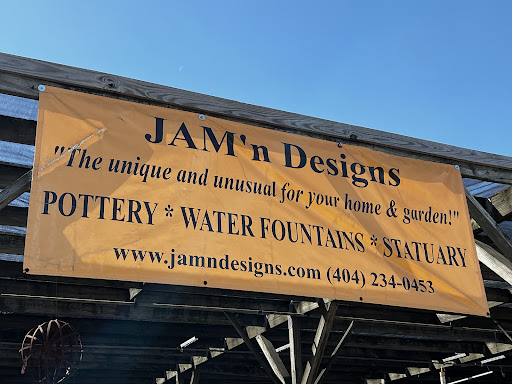 JAM'n Designs
"The unique and unusual for your home & garden!"
POTTERY * WATER FOUNTAINS * STATUARY
www.jamndesigns.com (404) 234-0453